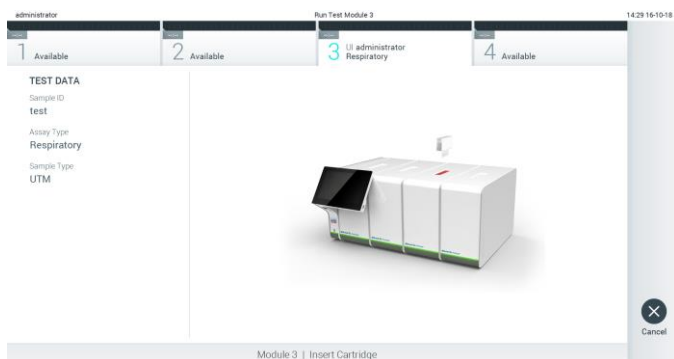 administrator
Run Test Module 3
14:29 16-10-18
1 Available
2 Available
3 UI administrator
Respiratory
4 Available
TEST DATA
Sample ID
test
Assay Type
Respiratory
Sample Type
UTM
Cancel
Module 3 | Insert Cartridge